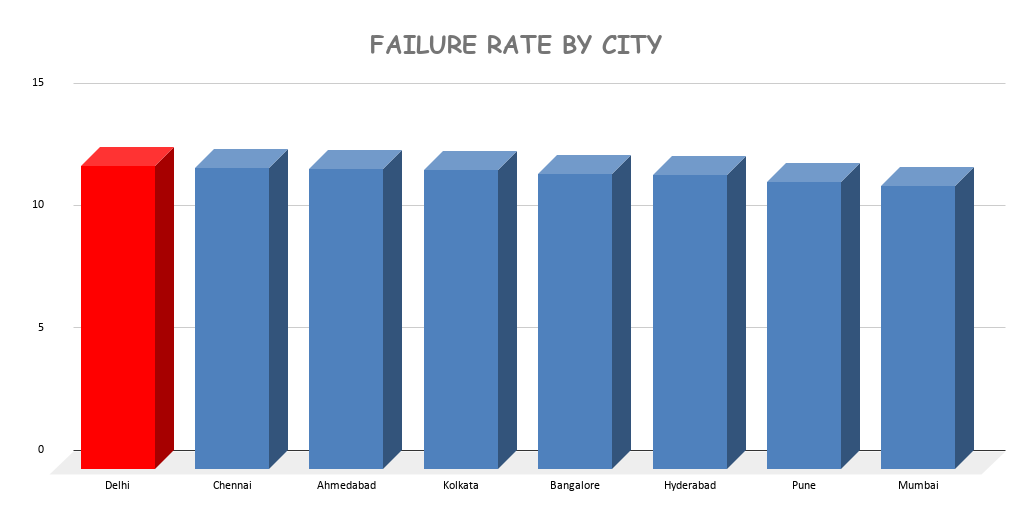 FAILURE RATE BY CITY
15
10
5
0
Delhi Chennai Ahmedabad Kolkata Bangalore Hyderabad Pune Mumbai